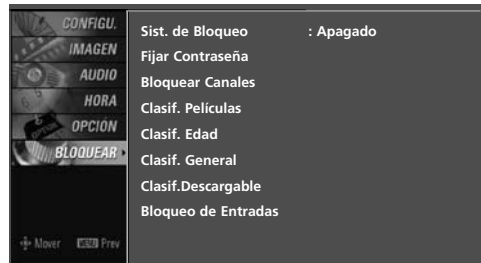 CONFIGU.
IMAGEN
AUDIO
HORA
OPCIÓN
BLOQUEAR
Mover MENU Prev
Sist. de Bloqueo : Apagado
Fijar Contraseña
Bloquear Canales
Clasif. Películas
Clasif. Edad
Clasif. General
Clasif.Descargable
Bloqueo de Entradas